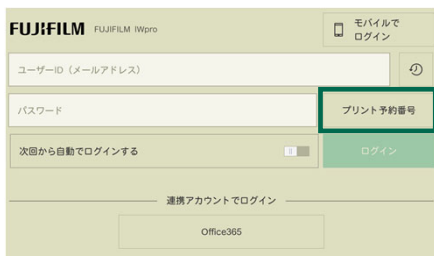 FUJIFILM FUJIFILM IWpro
モバイルで
ログイン
ユーザーID（メールアドレス）
パスワード
プリント予約番号
次回から自動でログインする
ログイン
連携アカウントでログイン
Office365